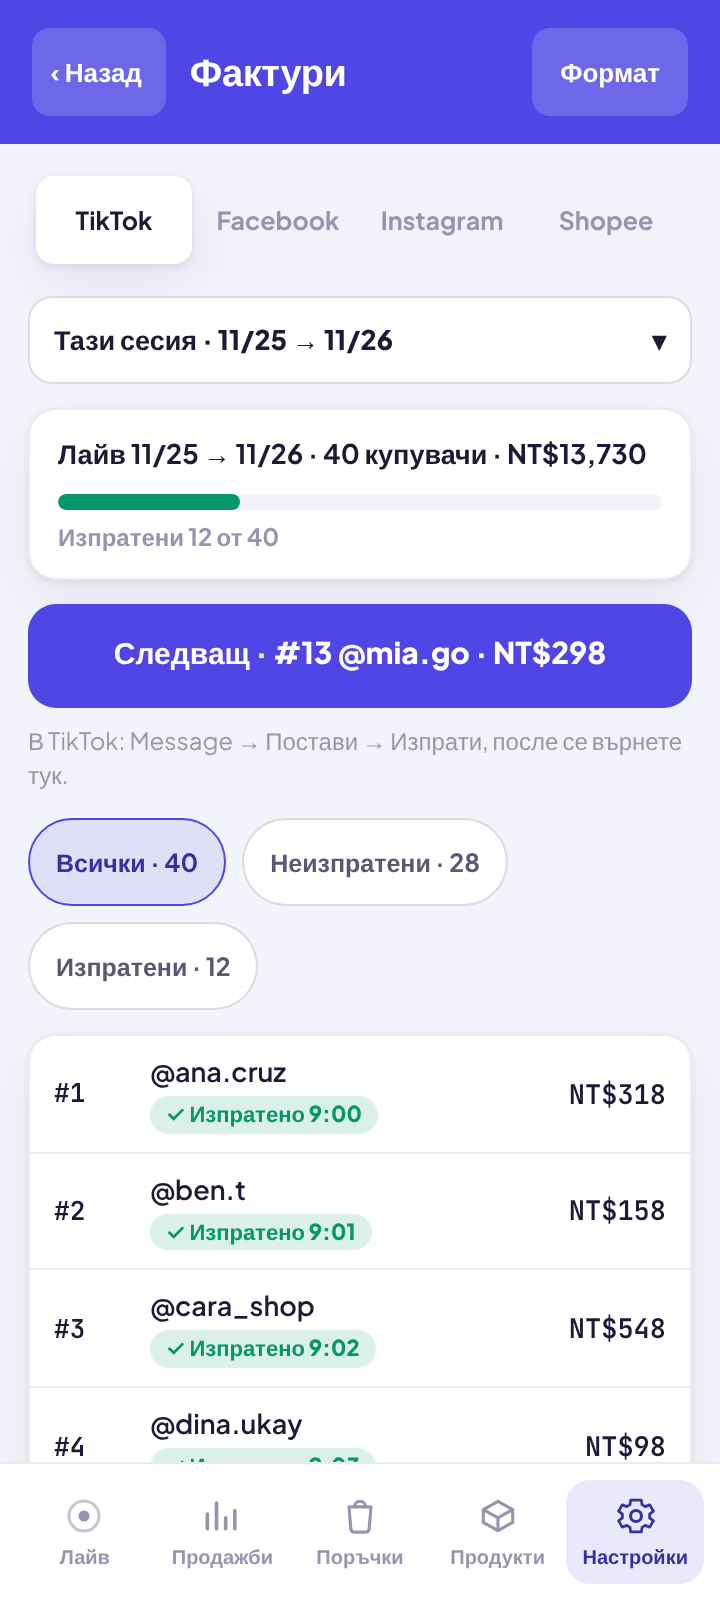 ‹ Назад
Фактури
Формат
TikTok
Facebook
Instagram
Shopee
Тази сесия · 11/25 → 11/26
▼
Лайв 11/25 → 11/26 · 40 купувачи · NT$13,730
Изпратени 12 от 40
Следващ · #13 @mia.go · NT$298
В TikTok: Message → Постави → Изпрати, после се върнете
тук.
Всички · 40
Неизпратени · 28
Изпратени · 12
#1
@ana.cruz
✓ Изпратено 9:00
NT$318
#2
@ben.t
✓ Изпратено 9:01
NT$158
#3
@cara_shop
✓ Изпратено 9:02
NT$548
#4
@dina.ukay
NT$98
Лайв
Продажби
Поръчки
Продукти
Настройки